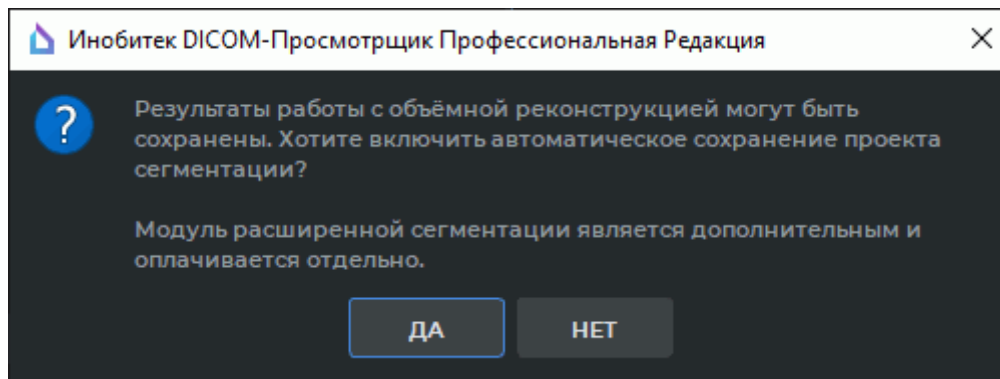 Инобитек DICOM-Просмотрщик Профессиональная Редакция
Результаты работы с объёмной реконструкцией могут быть
сохранены. Хотите включить автоматическое сохранение проекта
сегментации?
Модуль расширенной сегментации является дополнительным и
оплачивается отдельно.
ДА НЕТ